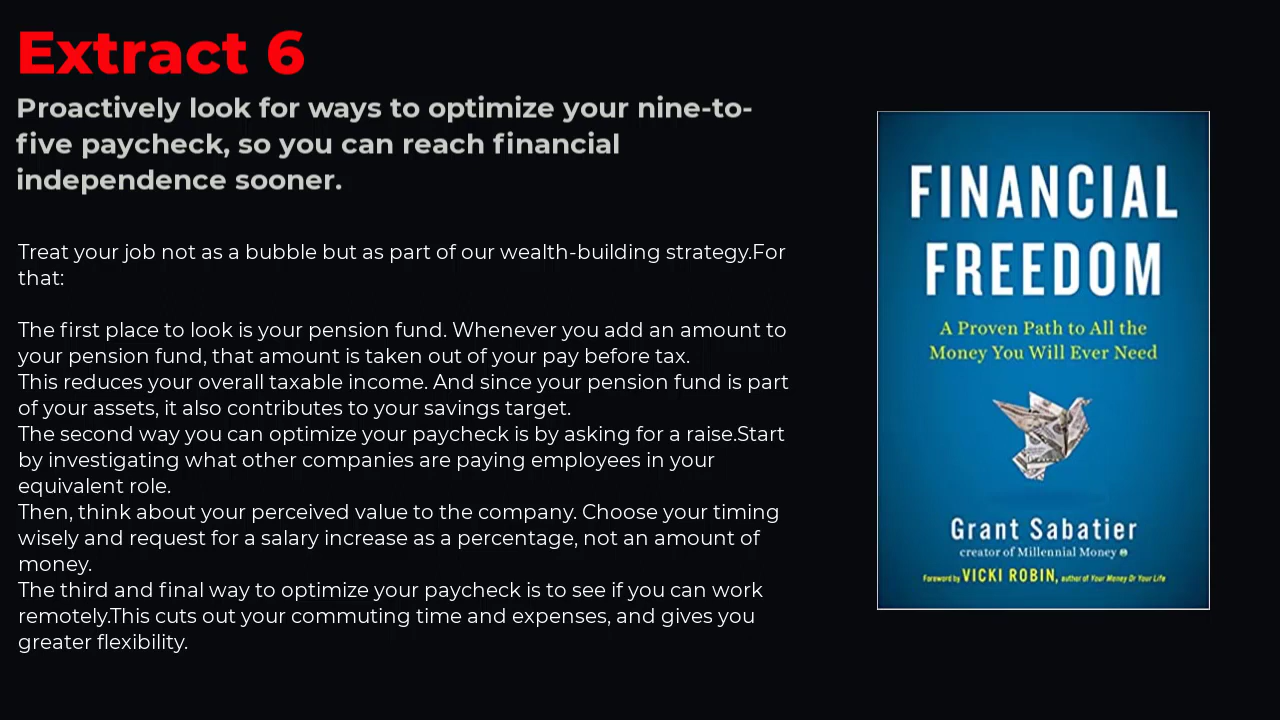 Extract 6
Proactively look for ways to optimize your nine-to-
five paycheck, so you can reach financial
independence sooner.
Treat your job not as a bubble but as part of our wealth-building strategy.For
that:
The first place to look is your pension fund. Whenever you add an amount to
your pension fund, that amount is taken out of your pay before tax.
This reduces your overall taxable income. And since your pension fund is part
of your assets, it also contributes to your savings target.
The second way you can optimize your paycheck is by asking for a raise.Start
by investigating what other companies are paying employees in your
equivalent role.
Then, think about your perceived value to the company. Choose your timing
wisely and request for a salary increase as a percentage, not an amount of
money.
The third and final way to optimize your paycheck is to see if you can work
remotely.This cuts out your commuting time and expenses, and gives you
greater flexibility.
FINANCIAL
FREEDOM
A Proven Path to All the
Money You Will Ever Need
Grant Sabatier
creator of Millennial Money
Foreword by VICKI ROBIN, author of Your Money Or Your Life